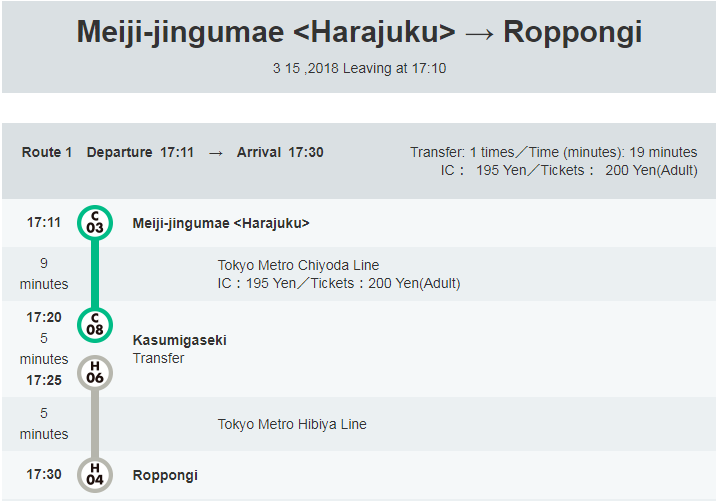 Meiji-jingumae <Harajuku> → Roppongi
3 15 ,2018 Leaving at 17:10
Route 1 Departure 17:11 → Arrival 17:30
Transfer: 1 times／Time (minutes): 19 minutes
IC： 195 Yen／Tickets： 200 Yen(Adult)
17:11 C 03 Meiji-jingumae <Harajuku>
9 minutes
Tokyo Metro Chiyoda Line
IC：195 Yen／Tickets：200 Yen(Adult)
17:20
C 08
5 minutes
Kasumigaseki
Transfer
H 06
17:25
5 minutes
Tokyo Metro Hibiya Line
17:30 H 04 Roppongi